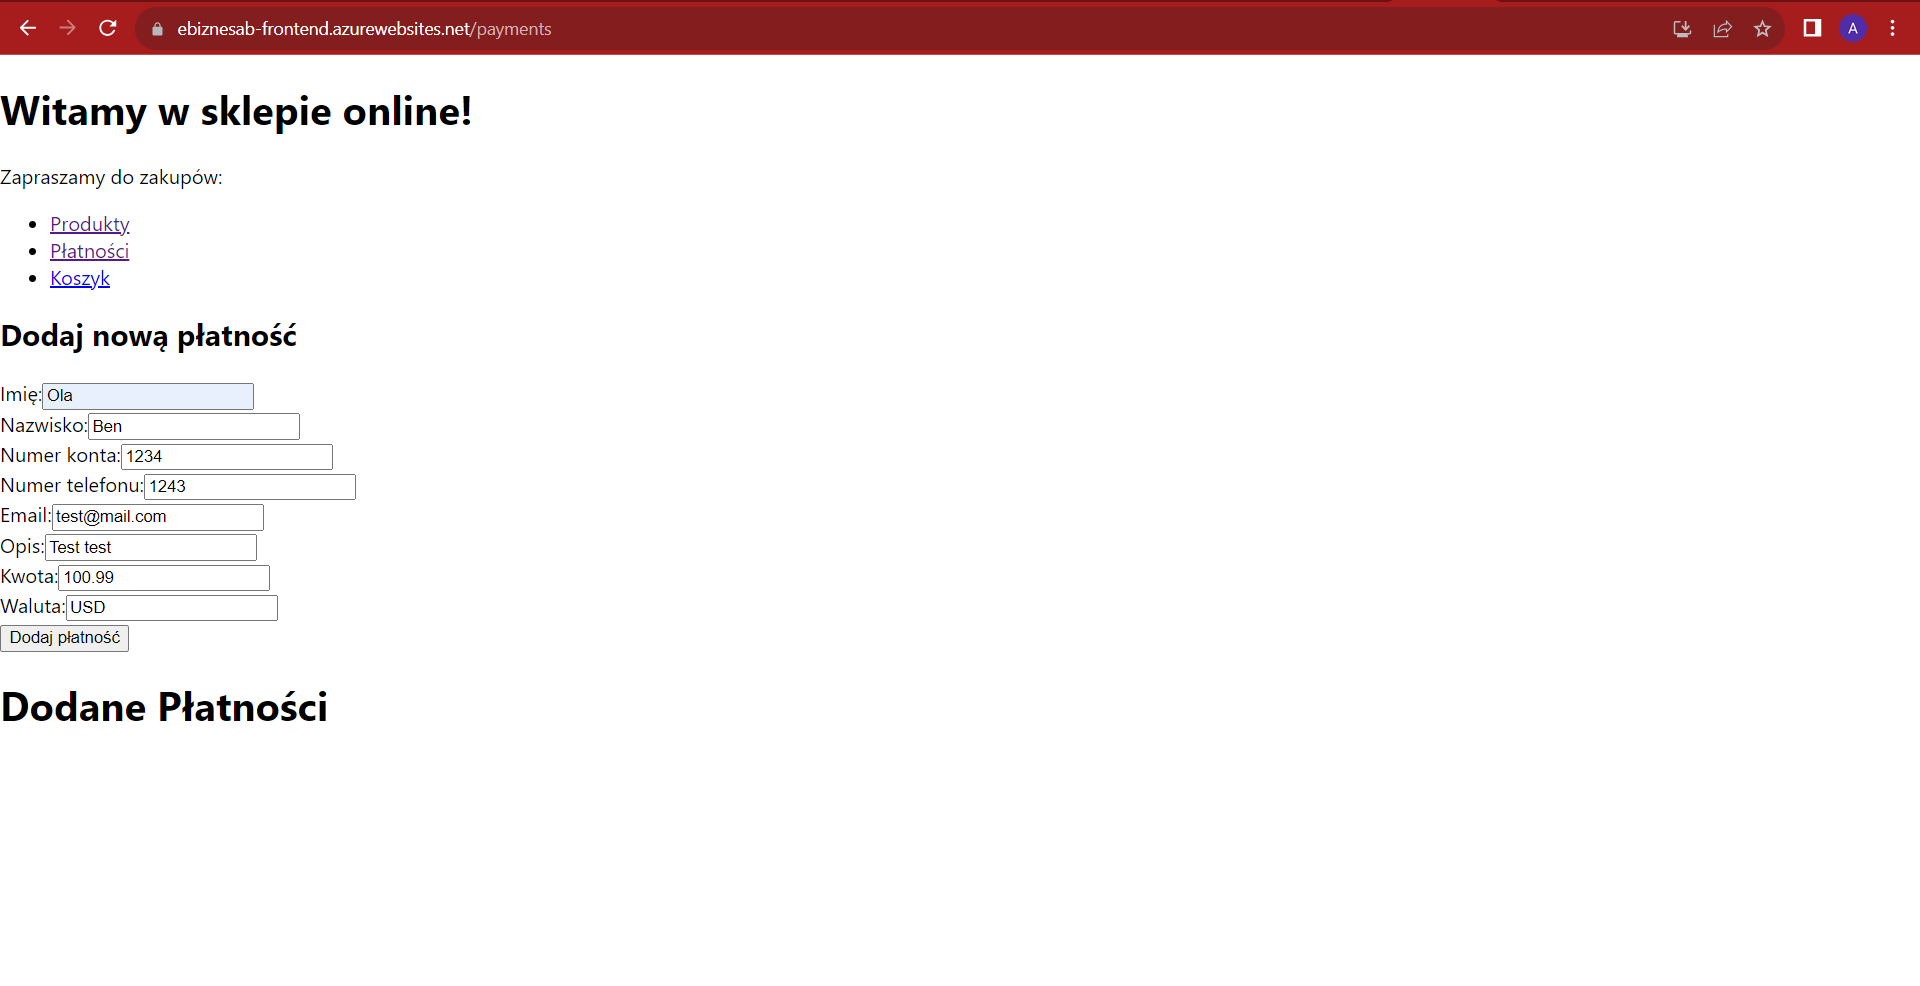 ebiznesab-frontend.azurewebsites.net/payments
A
Witamy w sklepie online!
Zapraszamy do zakupów:
Produkty
Płatności
Koszyk
Dodaj nową płatność
Imię: Ola
Nazwisko: Ben
Numer konta: 1234
Numer telefonu: 1243
Email: test@mail.com
Opis: Test test
Kwota: 100.99
Waluta: USD
Dodaj płatność
Dodane Płatności